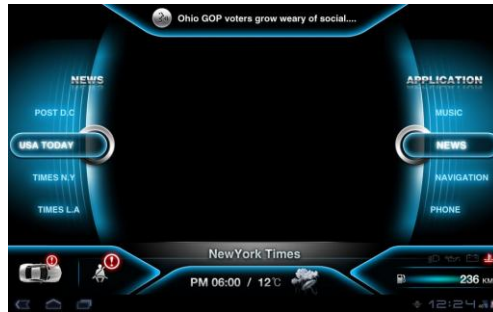 Ohio GOP voters grow weary of social....
NEWS
POST D.C
USA TODAY
TIMES N.Y
TIMES L.A
APPLICATION
MUSIC
NEWS
NAVIGATION
PHONE
NewYork Times
PM 06:00 / 12℃
236 KM
12:24